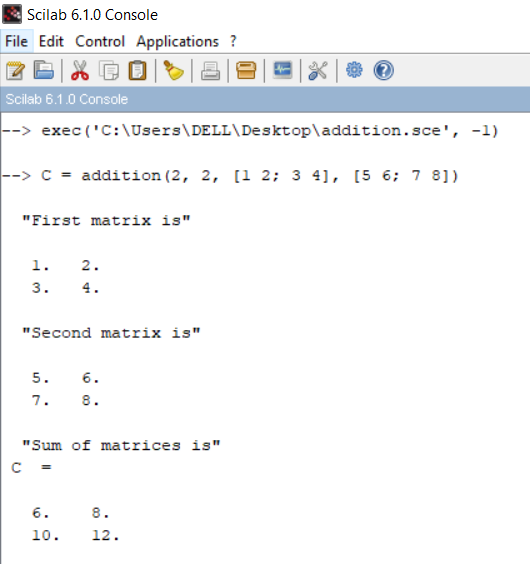 Scilab 6.1.0 Console
File Edit Control Applications ?
Scilab 6.1.0 Console
--> exec('C:\Users\DELL\Desktop\addition.sce', -1)
--> C = addition(2, 2, [1 2; 3 4], [5 6; 7 8])
"First matrix is"
1. 2.
3. 4.
"Second matrix is"
5. 6.
7. 8.
"Sum of matrices is"
C =
6. 8.
10. 12.